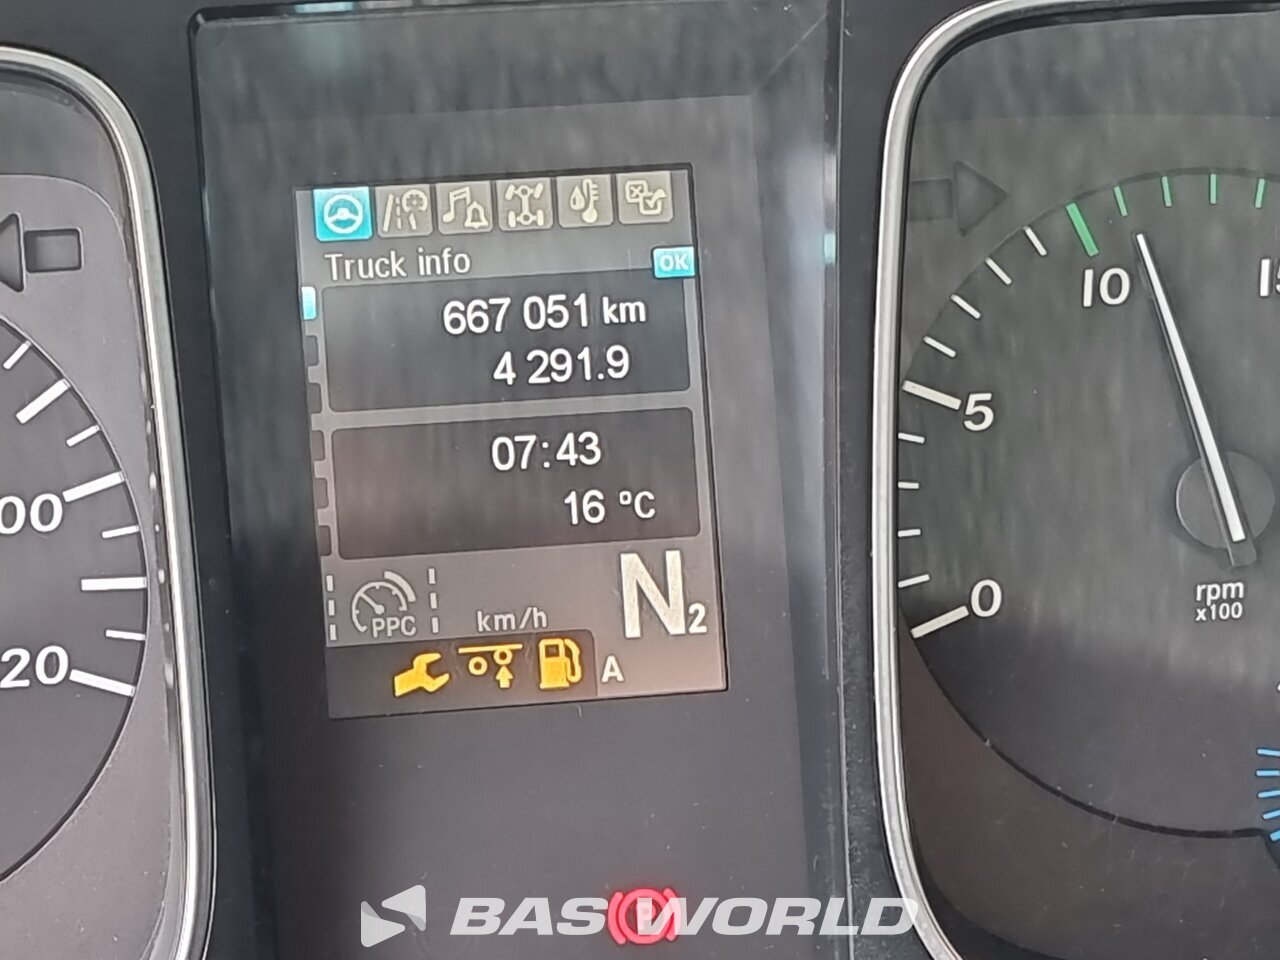 Truck info
OK
667 051 km
4 291.9
07:43
16 °C
PPC
km/h
N2
A
00
20
10
5
0
rpm
x100
P
BAS WORLD